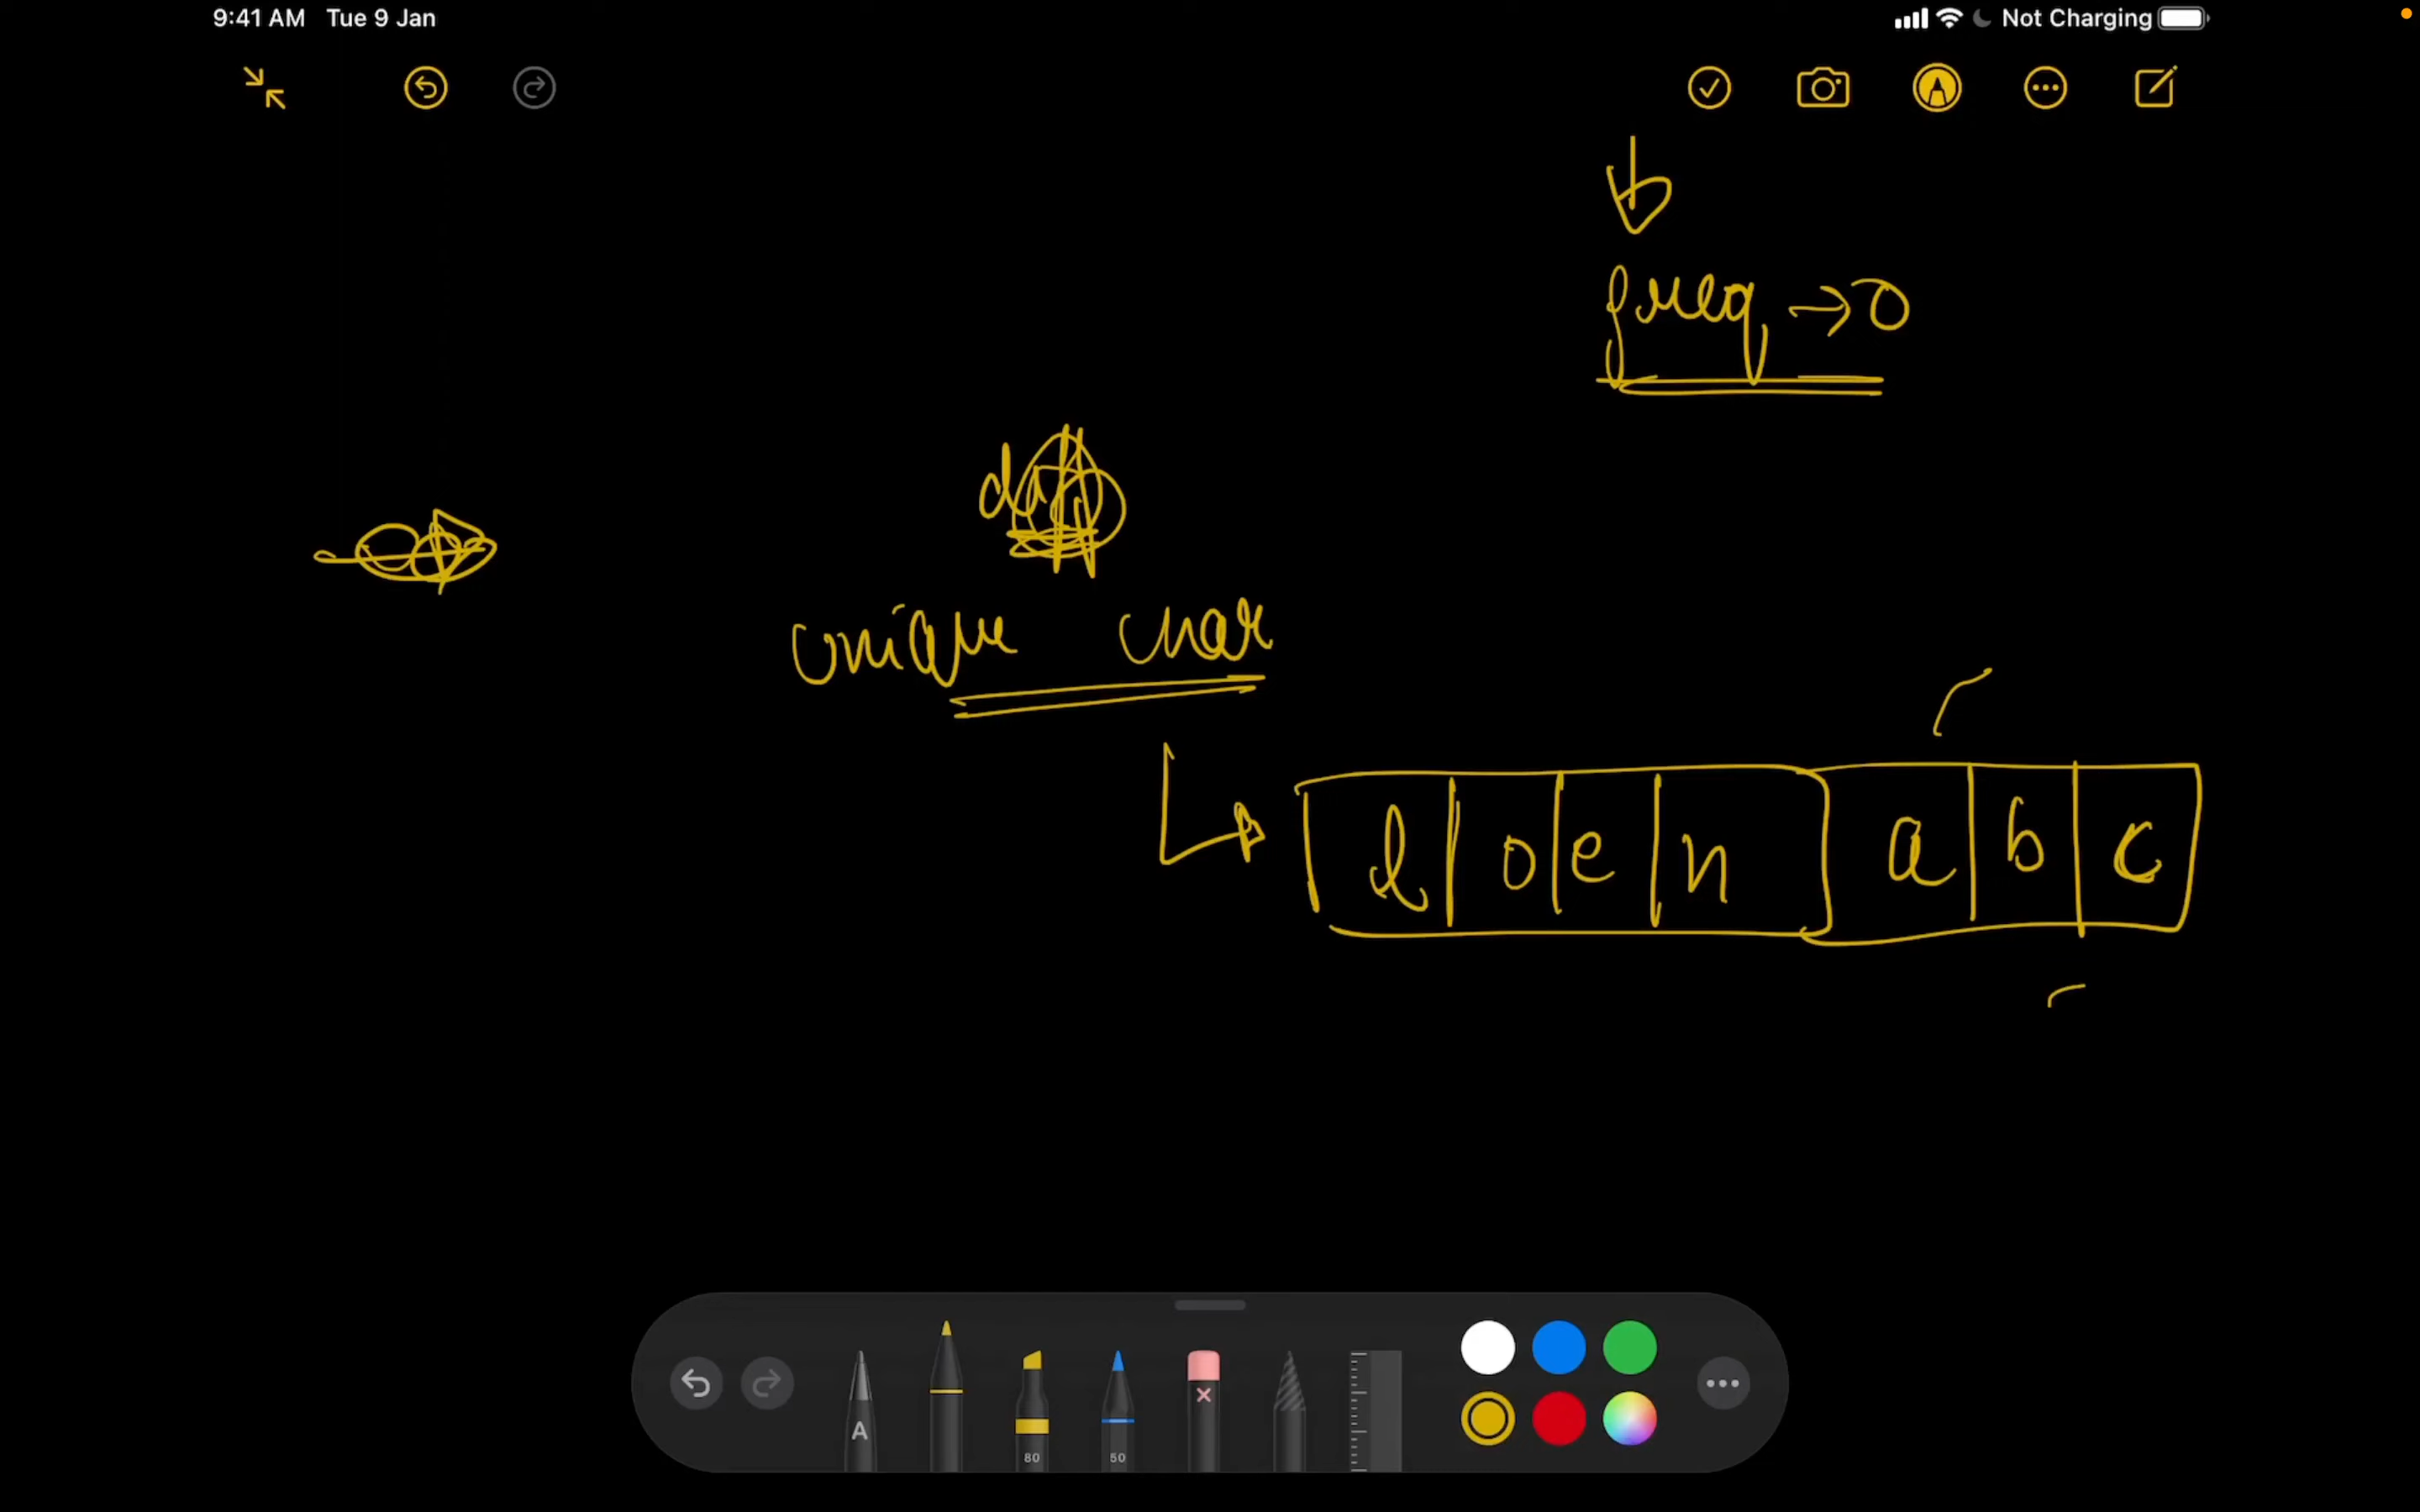 9:41 AM Tue 9 Jan Not Charging
freq → 0
unique char
l o e n a b c
A 80 50